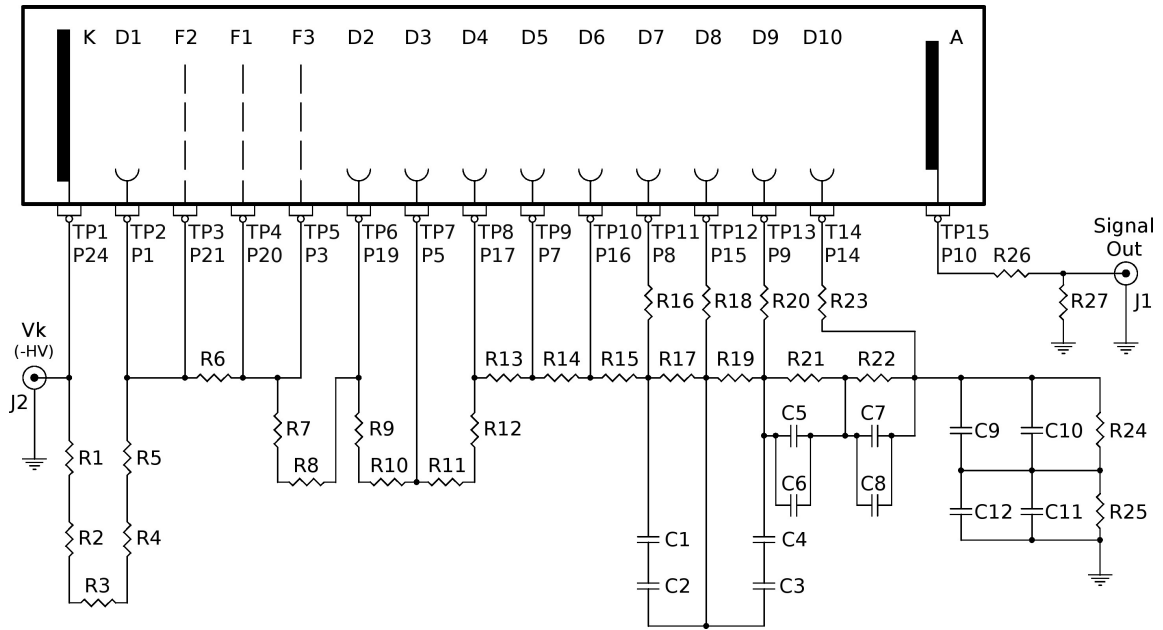 K D1 F2 F1 F3 D2 D3 D4 D5 D6 D7 D8 D9 D10 A
TP1 TP2 TP3 TP4 TP5 TP6 TP7 TP8 TP9 TP10 TP11 TP12 TP13 T14 TP15
P24 P1 P21 P20 P3 P19 P5 P17 P7 P16 P8 P15 P9 P14 P10
Signal
Out
R26
R16 R18 R20 R23 R27 J1
Vk
(-HV)
J2
R6 R13 R14 R15 R17 R19 R21 R22
C5 C7
R7 R9 R12 C9 C10 R24
R1 R5 R8 R10 R11
C6 C8
C12 C11 R25
R2 R4 C1 C4
R3 C2 C3